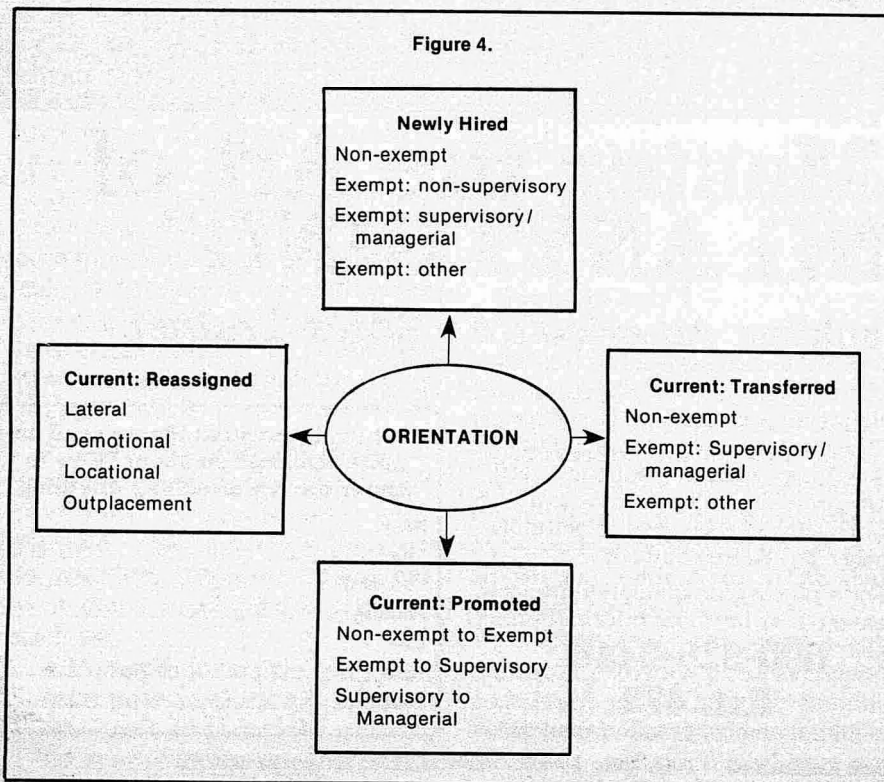 Figure 4.
Newly Hired
Non-exempt
Exempt: non-supervisory
Exempt: supervisory/
managerial
Exempt: other
Current: Reassigned
Lateral
Demotional
Locational
Outplacement
ORIENTATION
Current: Transferred
Non-exempt
Exempt: Supervisory/
managerial
Exempt: other
Current: Promoted
Non-exempt to Exempt
Exempt to Supervisory
Supervisory to
Managerial